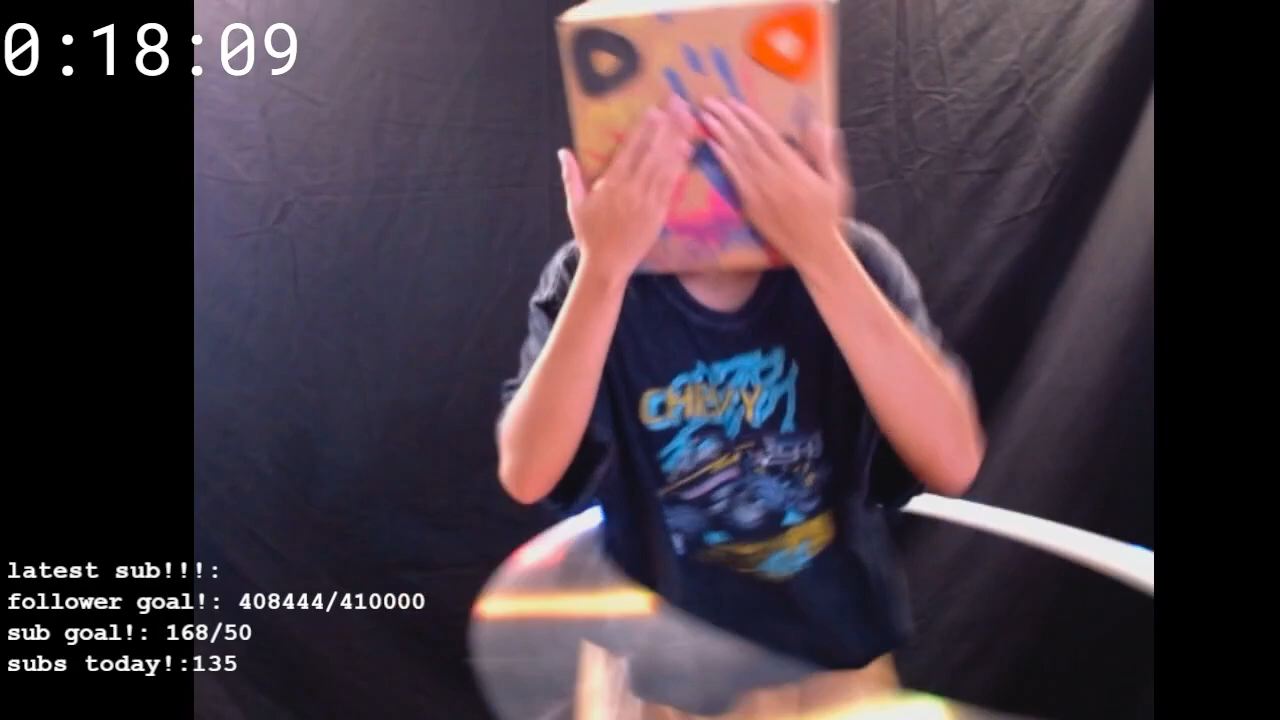 0:18:09
CHEVY
latest sub!!!:
follower goal!: 408444/410000
sub goal!: 168/50
subs today!:135